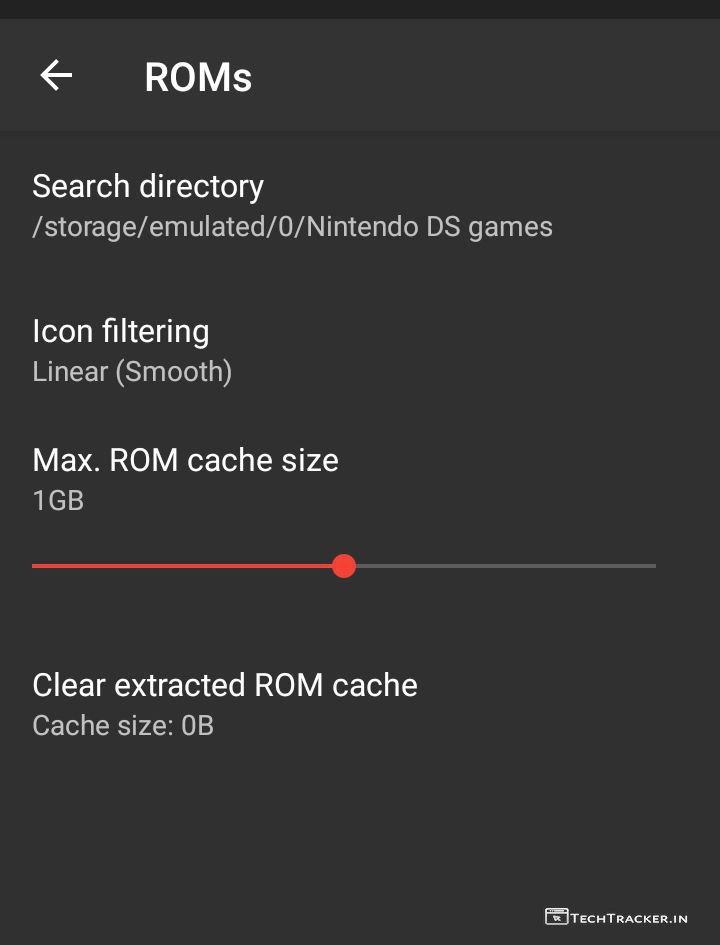 ROMs
Search directory
/storage/emulated/0/Nintendo DS games
Icon filtering
Linear (Smooth)
Max. ROM cache size
1GB
Clear extracted ROM cache
Cache size: 0B
TECHTRACKER.IN